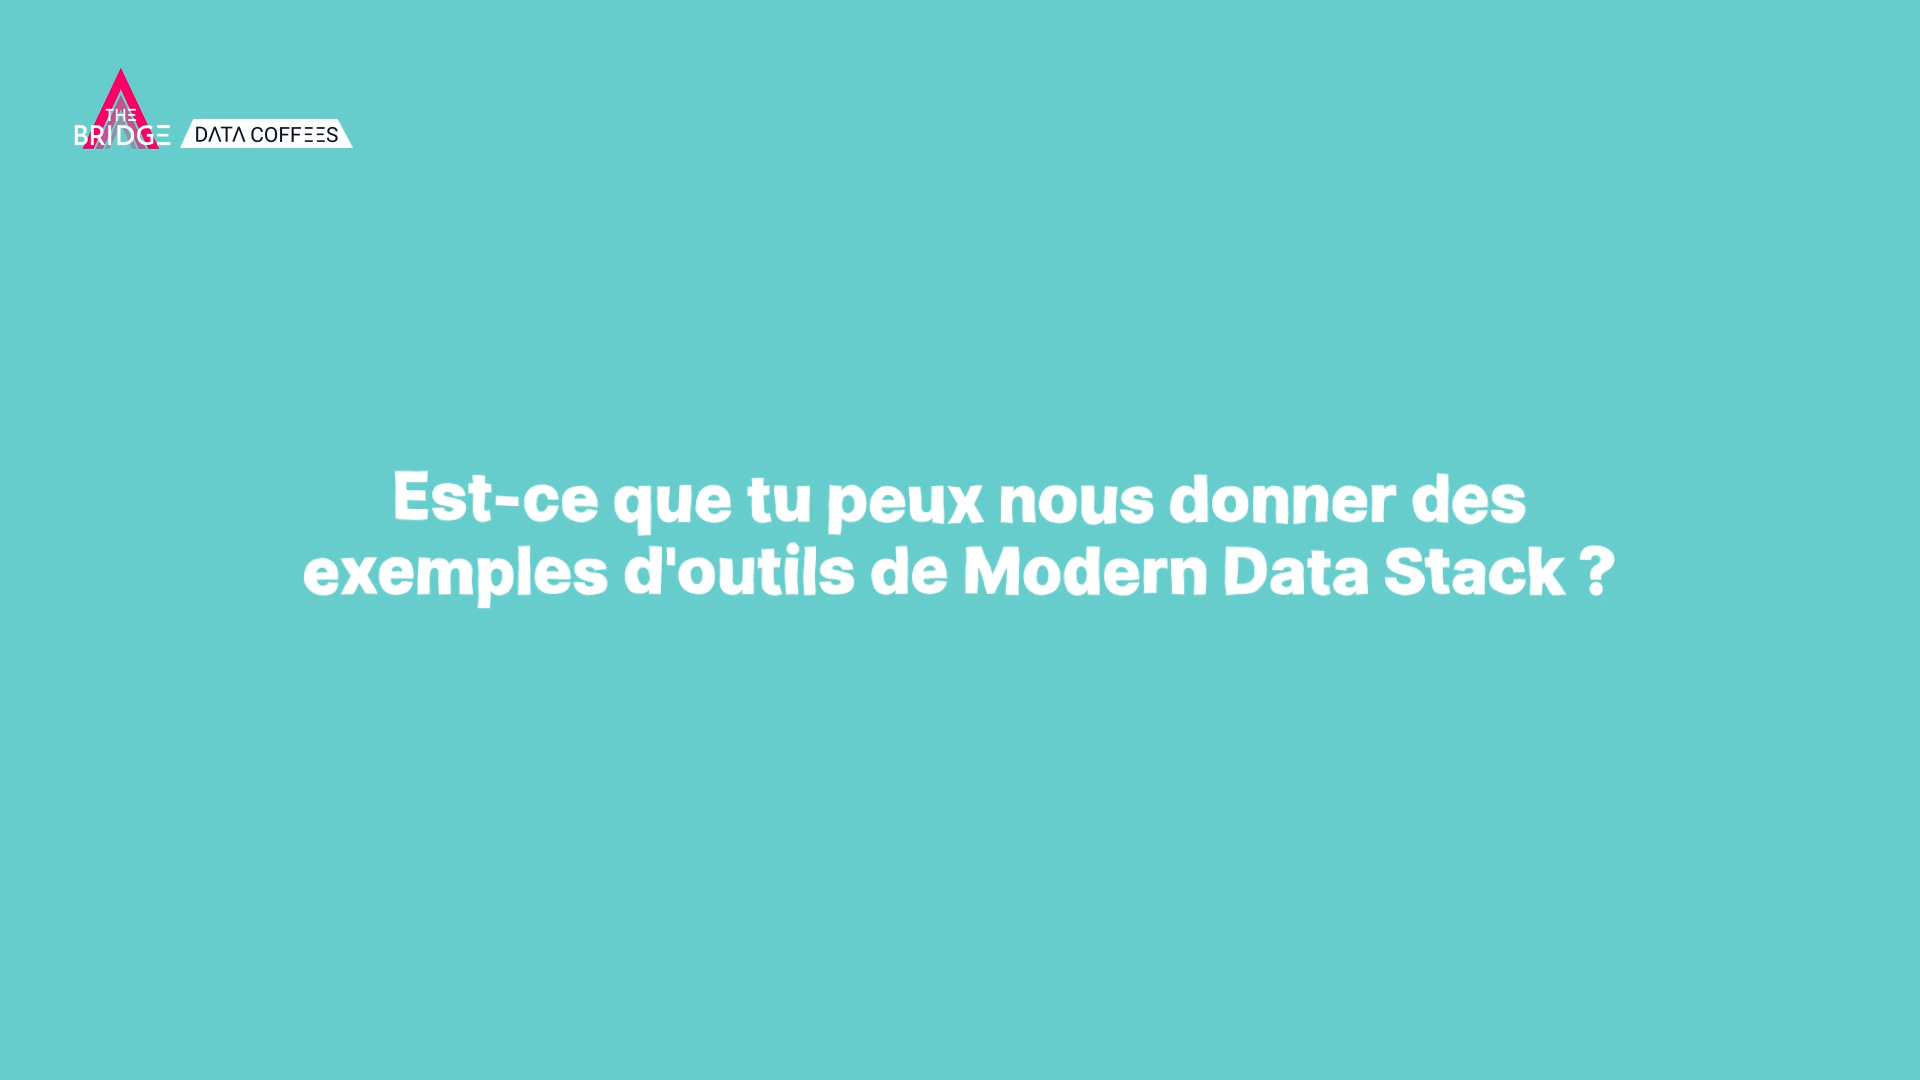 THE
BRIDGE
DATA COFFEES
Est-ce que tu peux nous donner des
exemples d'outils de Modern Data Stack ?